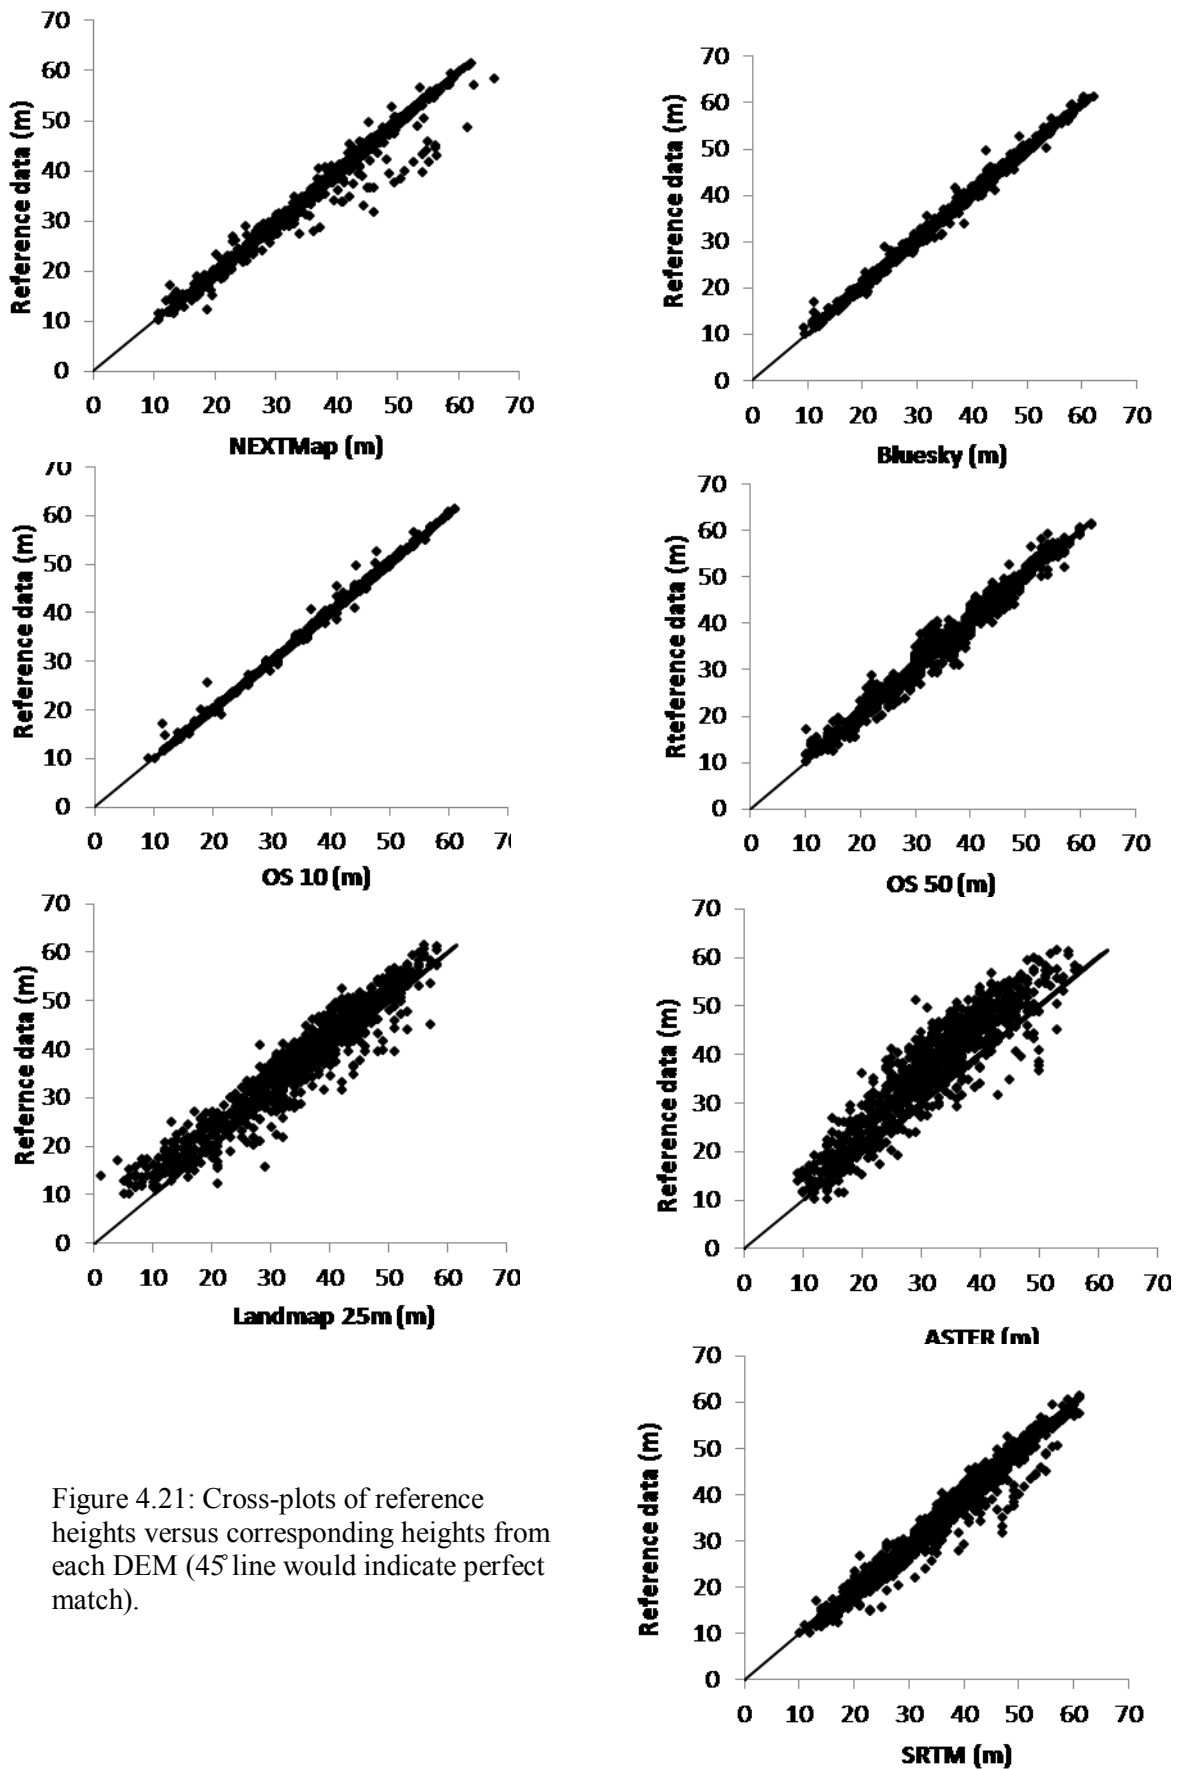 70
60
50
40
30
20
10
0
Reference data (m)
0 10 20 30 40 50 60 70
NEXTMap (m)
70
60
50
40
30
20
10
0
Reference data (m)
0 10 20 30 40 50 60 70
Bluesky (m)
70
60
50
40
30
20
10
0
Reference data (m)
0 10 20 30 40 50 60 7
OS 10 (m)
70
60
50
40
30
20
10
0
Rteference data (m)
0 10 20 30 40 50 60 70
OS 50 (m)
70
60
50
40
30
20
10
0
Refernce data (m)
0 10 20 30 40 50 60 70
Landmap 25m (m)
70
60
50
40
30
20
10
0
Reference data (m)
0 10 20 30 40 50 60 70
ASTER (m)
70
60
50
40
30
20
10
0
Reference data (m)
0 10 20 30 40 50 60 70
SRTM (m)
Figure 4.21: Cross-plots of reference
heights versus corresponding heights from
each DEM (45° line would indicate perfect
match).